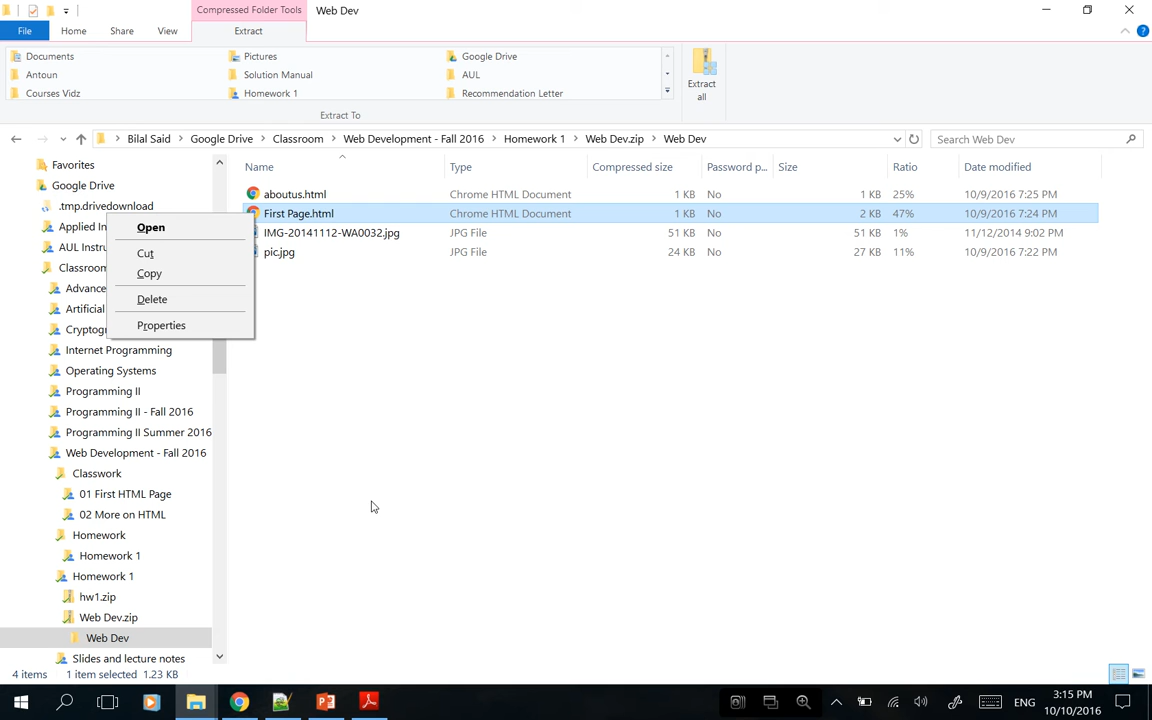 Compressed Folder Tools
Web Dev
File
Home
Share
View
Extract
Documents
Pictures
Google Drive
Antoun
Solution Manual
AUL
Courses Vidz
Homework 1
Recommendation Letter
Extract all
Extract To
Bilal Said > Google Drive > Classroom > Web Development - Fall 2016 > Homework 1 > Web Dev.zip > Web Dev
Search Web Dev
Name
Type
Compressed size
Password p...
Size
Ratio
Date modified
aboutus.html Chrome HTML Document 1 KB No 1 KB 25% 10/9/2016 7:25 PM
First Page.html Chrome HTML Document 1 KB No 2 KB 47% 10/9/2016 7:24 PM
IMG-20141112-WA0032.jpg JPG File 51 KB No 51 KB 1% 11/12/2014 9:02 PM
pic.jpg JPG File 24 KB No 27 KB 11% 10/9/2016 7:22 PM
Favorites
Google Drive
.tmp.drivedownload
Applied In
AUL Instru
Classroom
Advance
Artificial
Cryptog
Internet Programming
Operating Systems
Programming II
Programming II - Fall 2016
Programming II Summer 2016
Web Development - Fall 2016
Classwork
01 First HTML Page
02 More on HTML
Homework
Homework 1
Homework 1
hw1.zip
Web Dev.zip
Web Dev
Slides and lecture notes
Open
Cut
Copy
Delete
Properties
4 items 1 item selected 1.23 KB
ENG
3:15 PM
10/10/2016